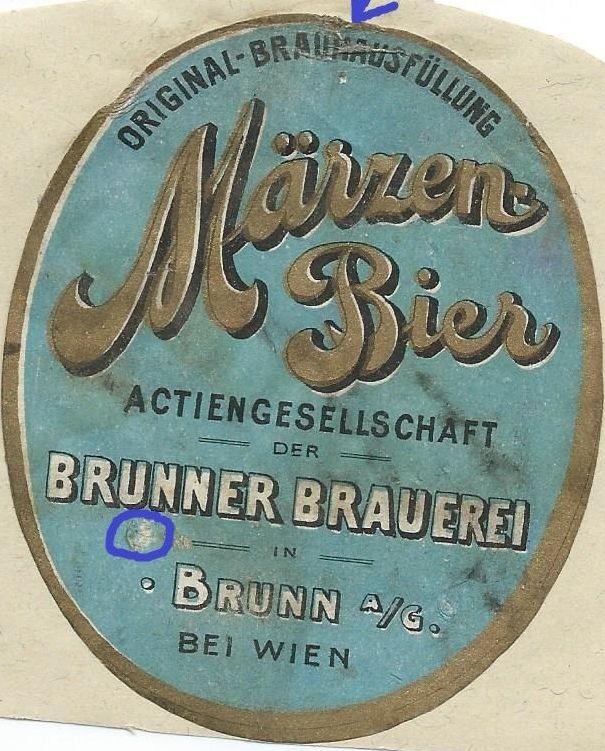 ORIGINAL-BRAUHAUSFÜLLUNG
Märzen-
Bier
ACTIENGESELLSCHAFT
DER
BRUNNER BRAUEREI
IN
BRUNN A/G.
BEI WIEN